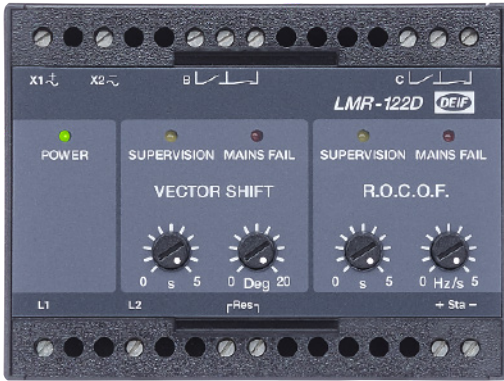 X1 X2 B C
LMR-122D DEIF
POWER SUPERVISION MAINS FAIL SUPERVISION MAINS FAIL
VECTOR SHIFT R.O.C.O.F.
0 s 5 0 Deg 20 0 s 5 0 Hz/s 5
L1 L2 Res + Sta -